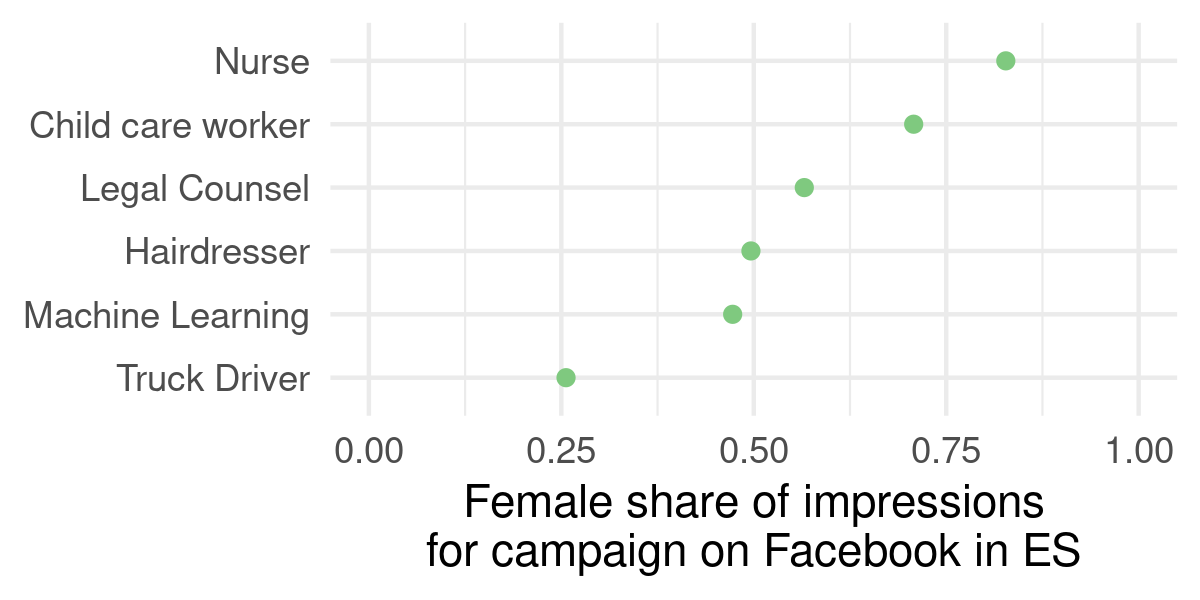 Nurse
Child care worker
Legal Counsel
Hairdresser
Machine Learning
Truck Driver
0.00 0.25 0.50 0.75 1.00
Female share of impressions
for campaign on Facebook in ES